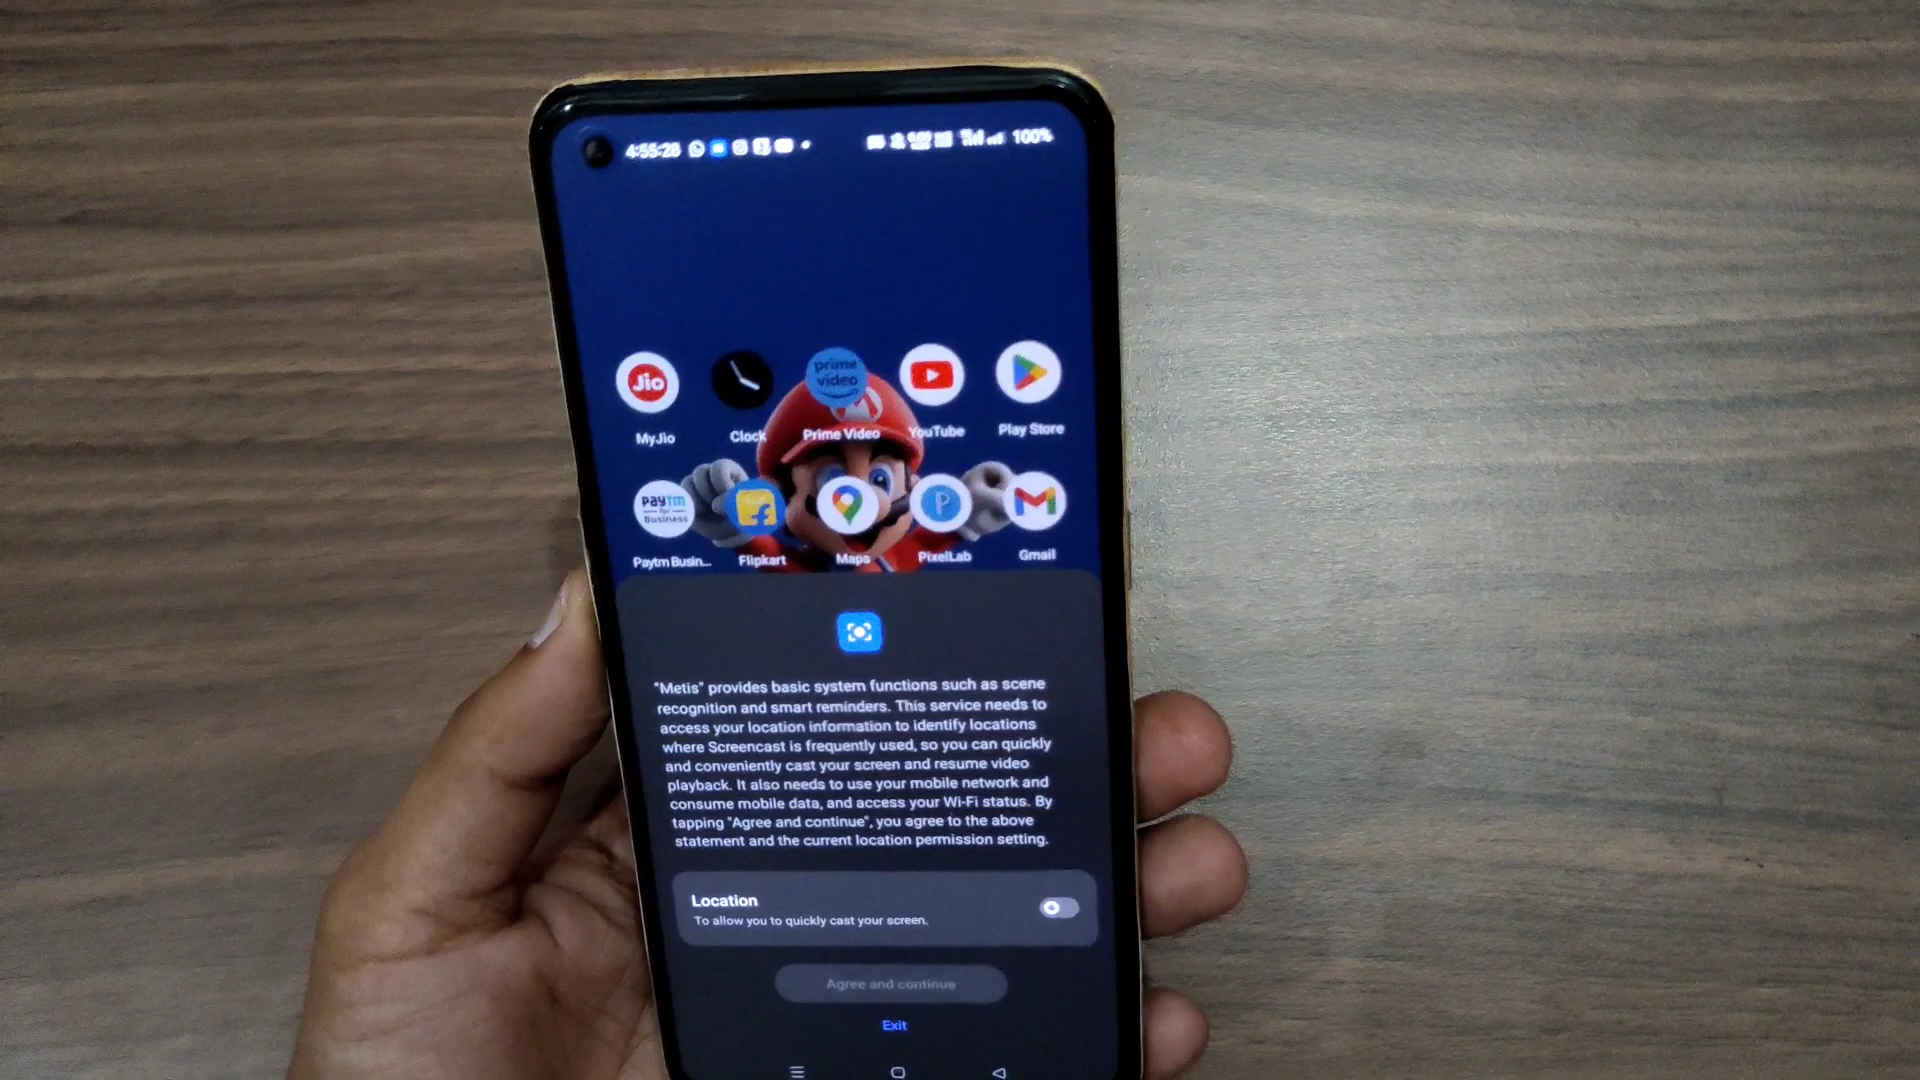 4:55:28 100%
Jio prime video
MyJio Clock Prime Video YouTube Play Store
paytm for Business
Paytm Busin... Flipkart Maps PixelLab Gmail
"Metis" provides basic system functions such as scene
recognition and smart reminders. This service needs to
access your location information to identify locations
where Screencast is frequently used, so you can quickly
and conveniently cast your screen and resume video
playback. It also needs to use your mobile network and
consume mobile data, and access your Wi-Fi status. By
tapping "Agree and continue", you agree to the above
statement and the current location permission setting.
Location
To allow you to quickly cast your screen.
Agree and continue
Exit